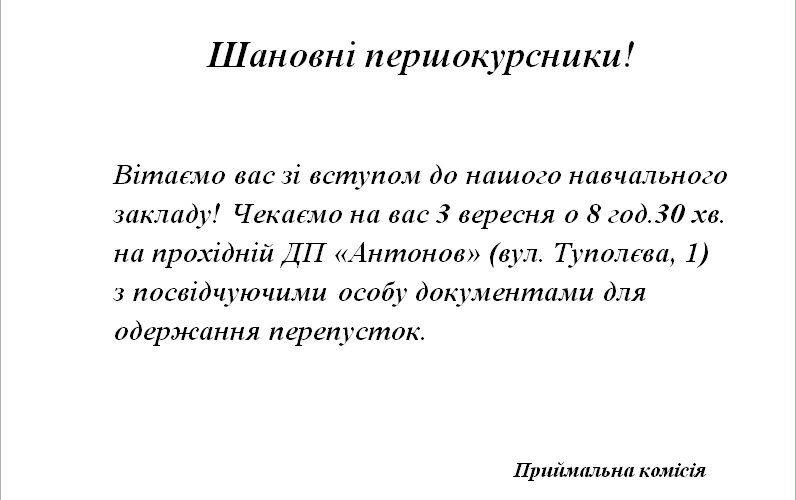 Шановні першокурсники!
Вітаємо вас зі вступом до нашого навчального
закладу! Чекаємо на вас 3 вересня о 8 год.30 хв.
на прохідній ДП «Антонов» (вул. Туполєва, 1)
з посвідчуючими особу документами для
одержання перепусток.
Приймальна комісія